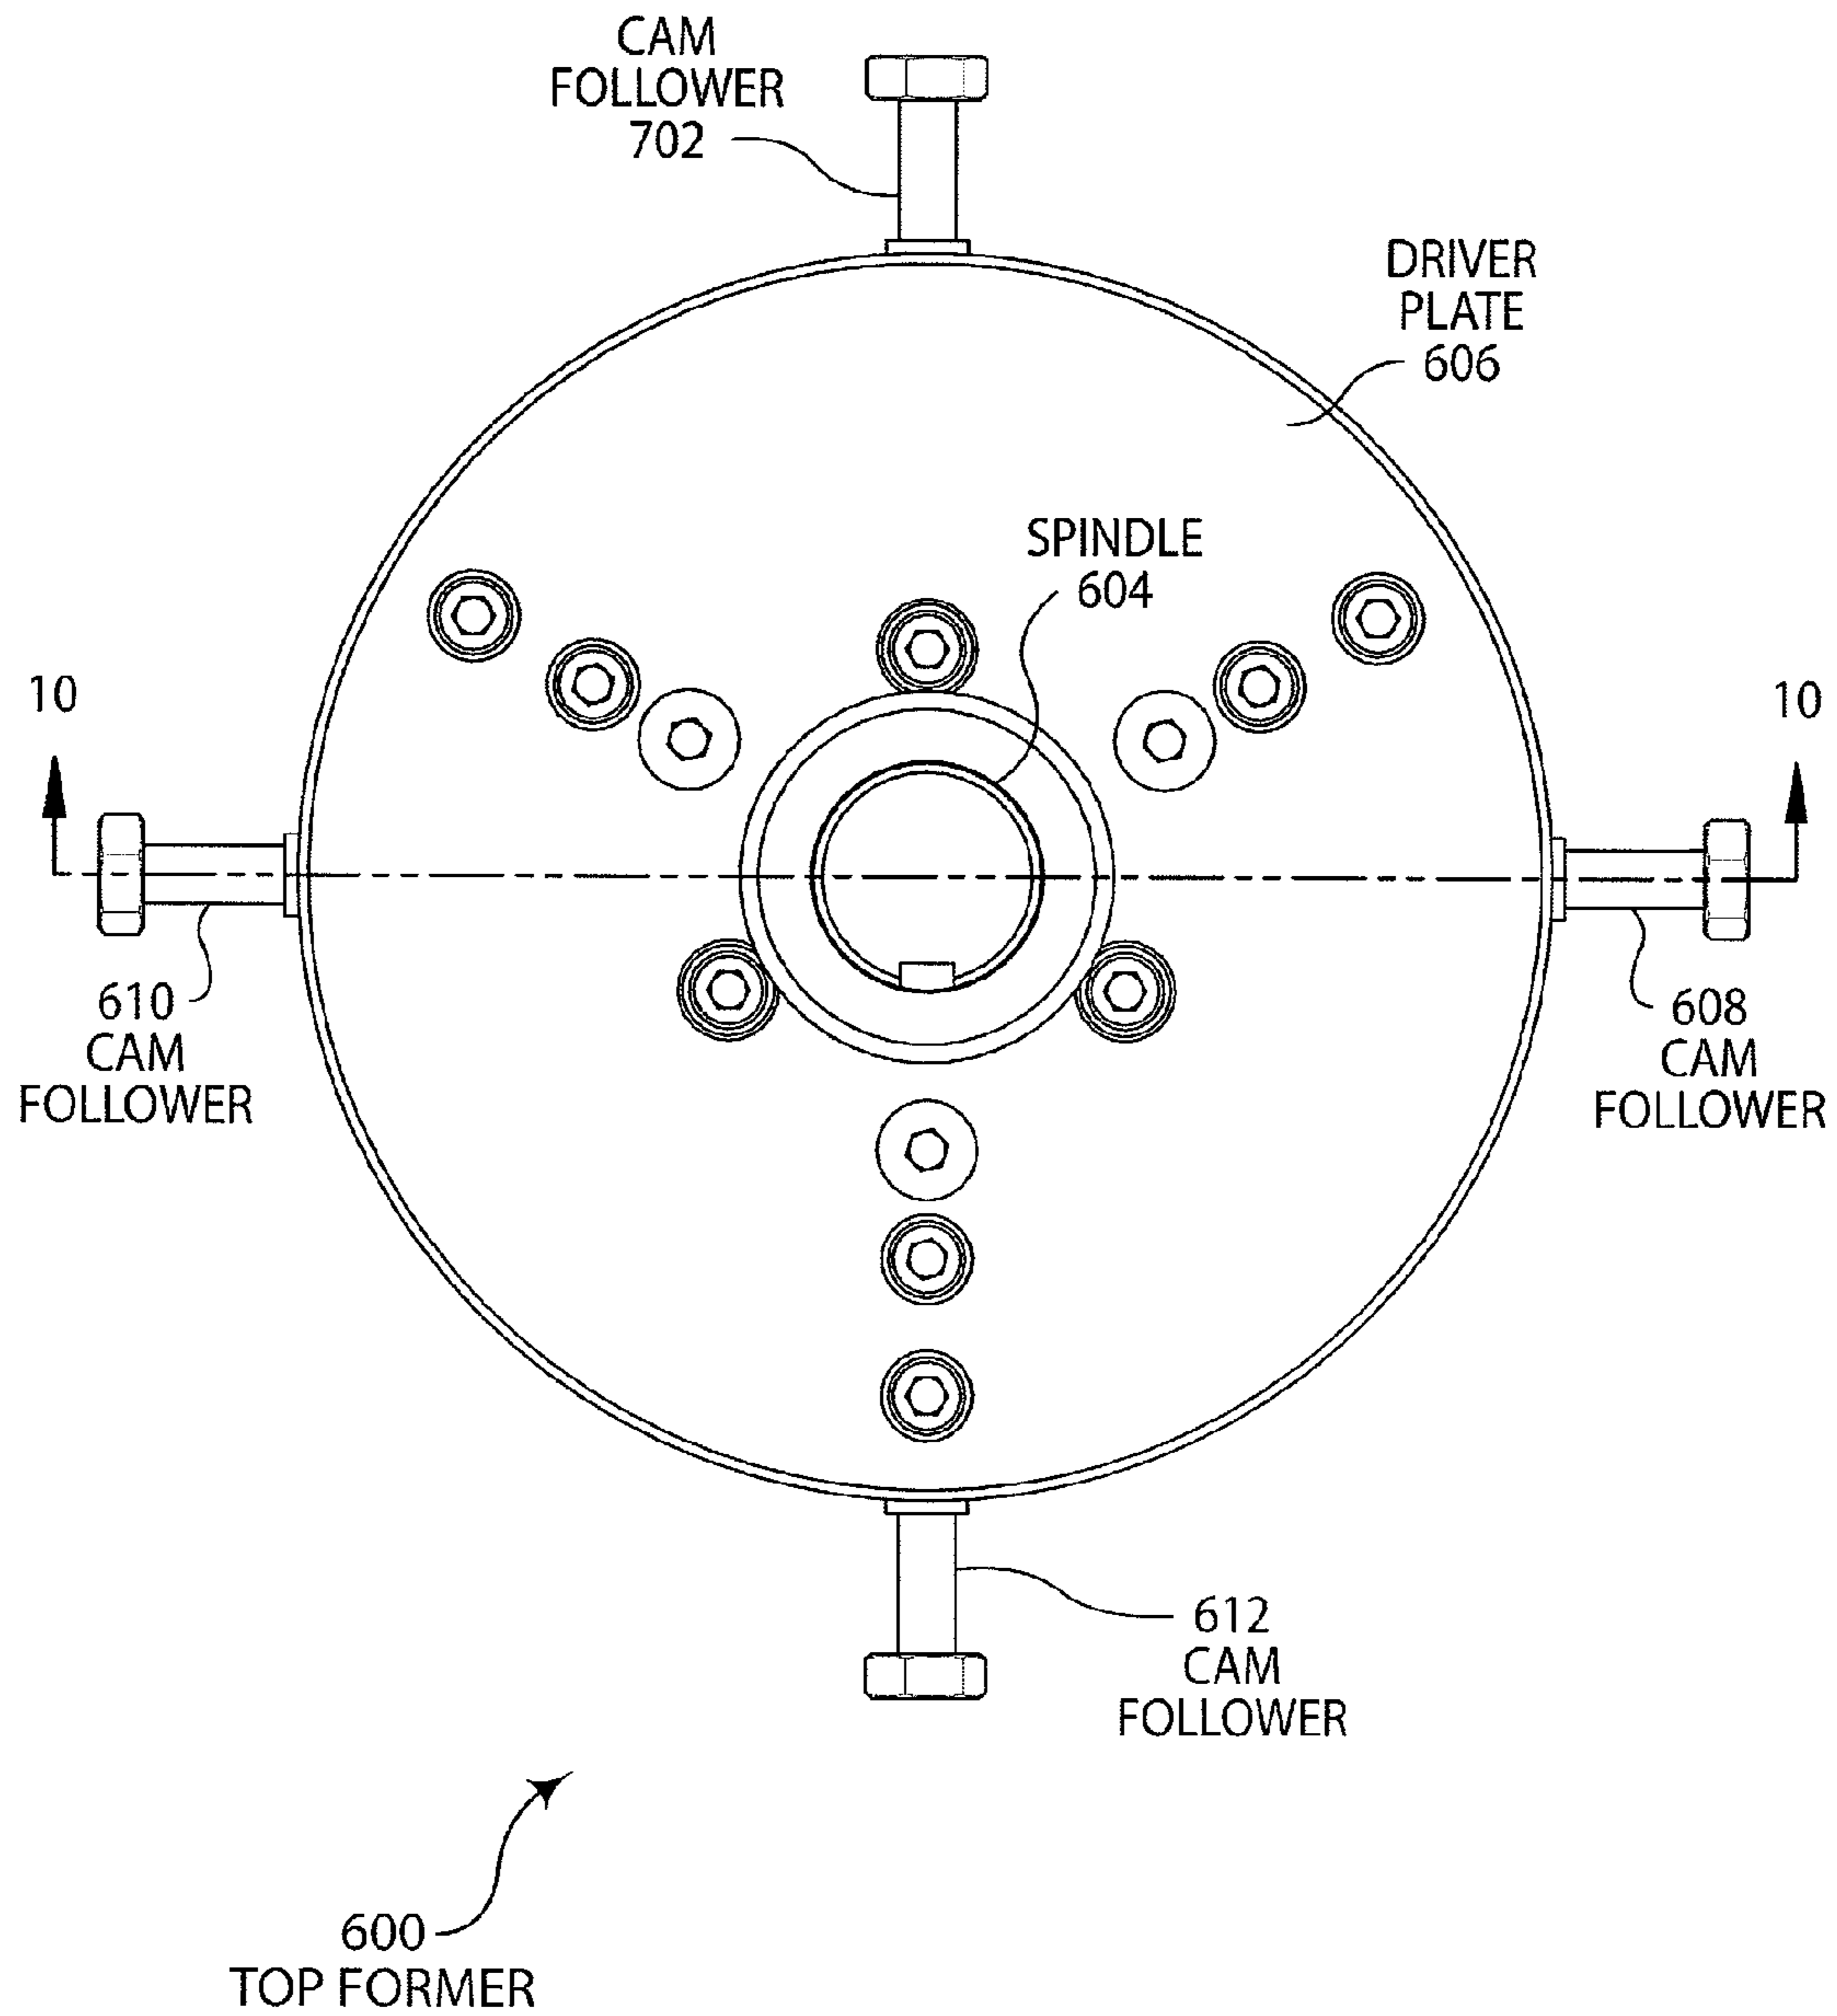 CAM
FOLLOWER
702
DRIVER
PLATE
606
SPINDLE
604
10
10
610
CAM
FOLLOWER
608
CAM
FOLLOWER
612
CAM
FOLLOWER
600
TOP FORMER